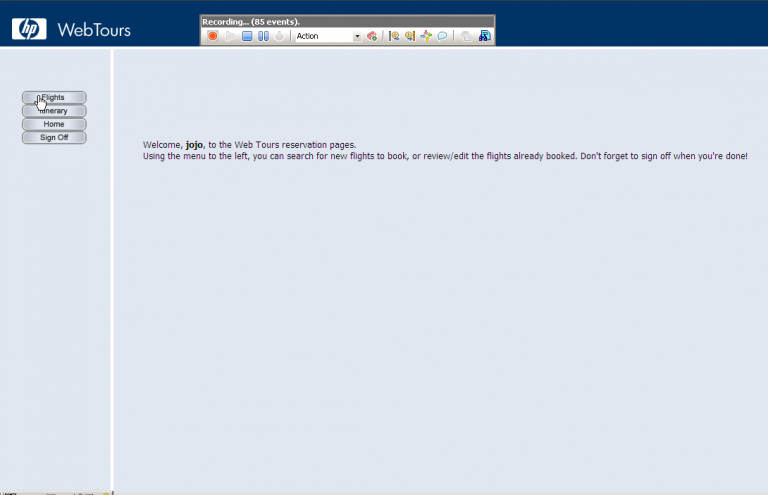 hp WebTours
Recording... (85 events).
Action
Flights
Itinerary
Home
Sign Off
Welcome, jojo, to the Web Tours reservation pages.
Using the menu to the left, you can search for new flights to book, or review/edit the flights already booked. Don't forget to sign off when you're done!